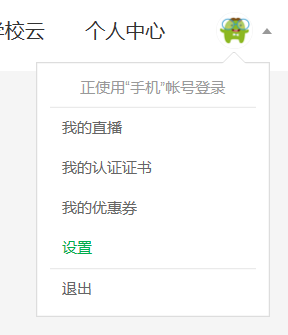 学校云 个人中心
正使用“手机”帐号登录
我的直播
我的认证证书
我的优惠券
设置
退出